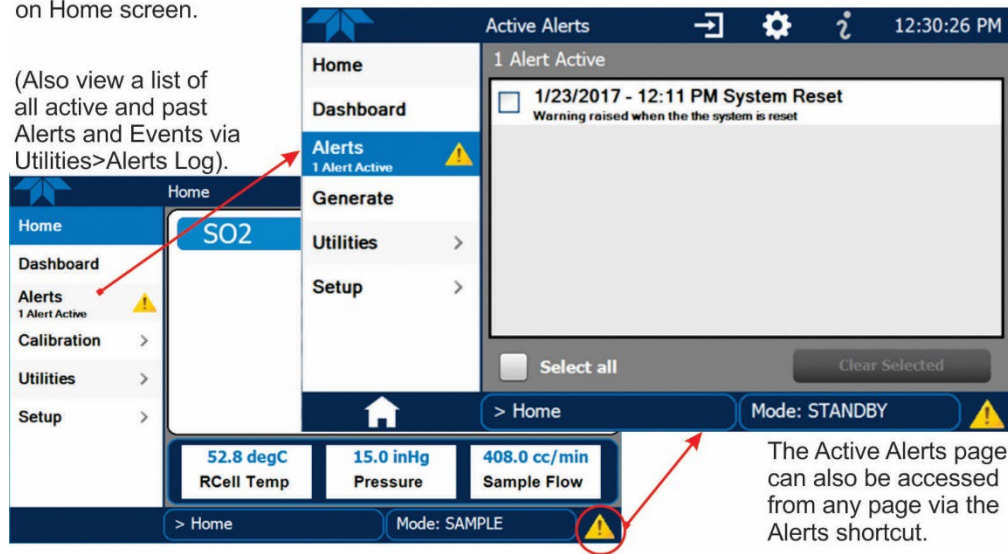 on Home screen.
(Also view a list of
all active and past
Alerts and Events via
Utilities>Alerts Log).
Active Alerts
12:30:26 PM
Home
Dashboard
Alerts
1 Alert Active
Generate
Utilities >
Setup >
1 Alert Active
1/23/2017 - 12:11 PM System Reset
Warning raised when the the system is reset
Select all
Clear Selected
> Home
Mode: STANDBY
Home
Home
Dashboard
Alerts
1 Alert Active
Calibration >
Utilities >
Setup >
SO2
52.8 degC
RCell Temp
15.0 inHg
Pressure
408.0 cc/min
Sample Flow
> Home
Mode: SAMPLE
The Active Alerts page
can also be accessed
from any page via the
Alerts shortcut.